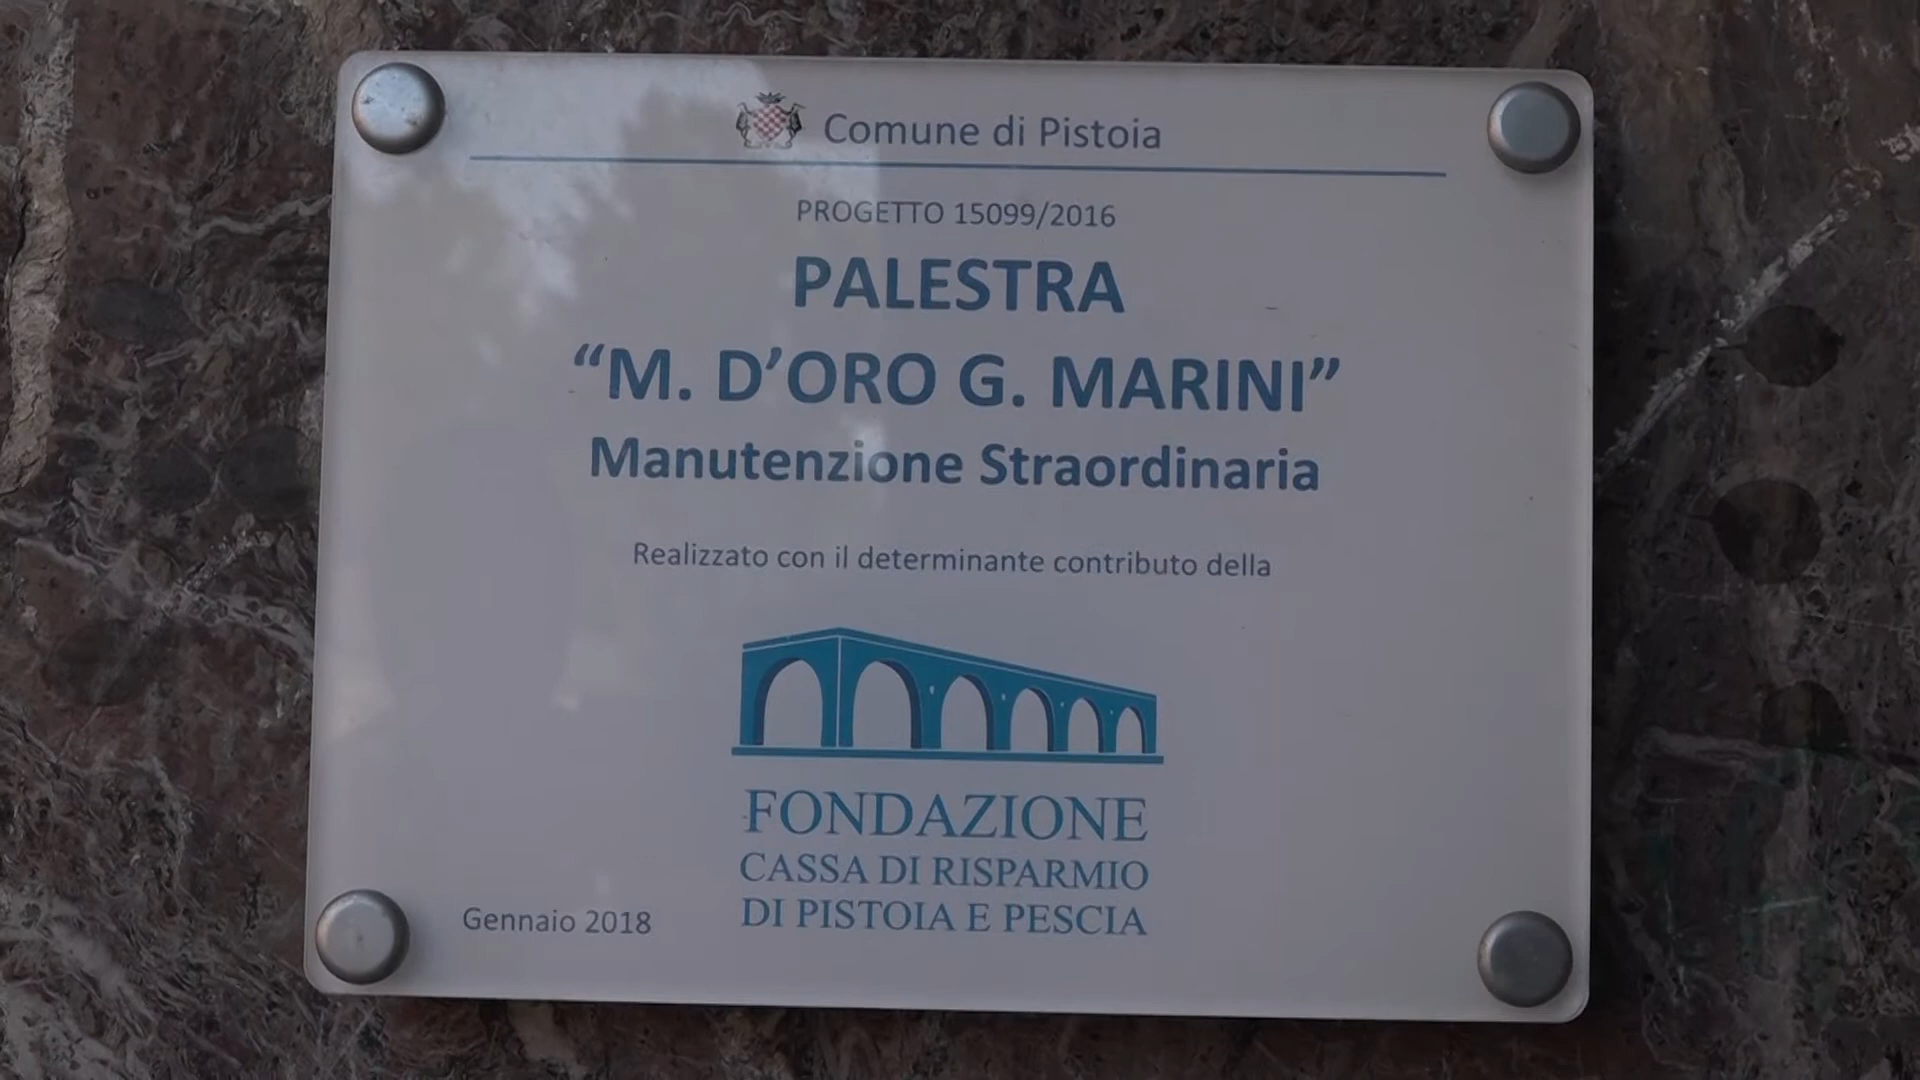 Comune di Pistoia
PROGETTO 15099/2016
PALESTRA
“M. D’ORO G. MARINI”
Manutenzione Straordinaria
Realizzato con il determinante contributo della
FONDAZIONE
CASSA DI RISPARMIO
DI PISTOIA E PESCIA
Gennaio 2018